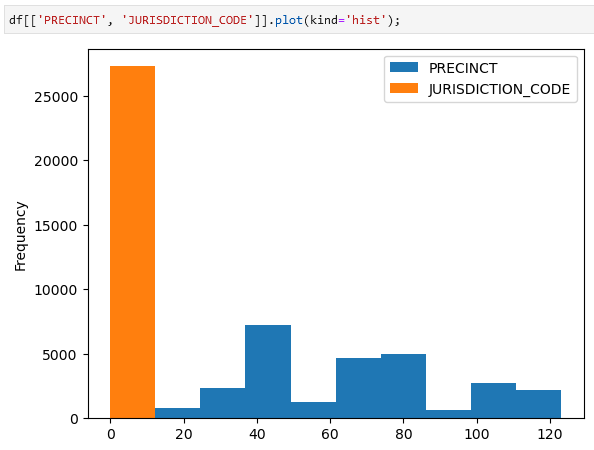 df[['PRECINCT', 'JURISDICTION_CODE']].plot(kind='hist');
PRECINCT
JURISDICTION_CODE
25000
20000
15000
10000
5000
0
Frequency
0 20 40 60 80 100 120